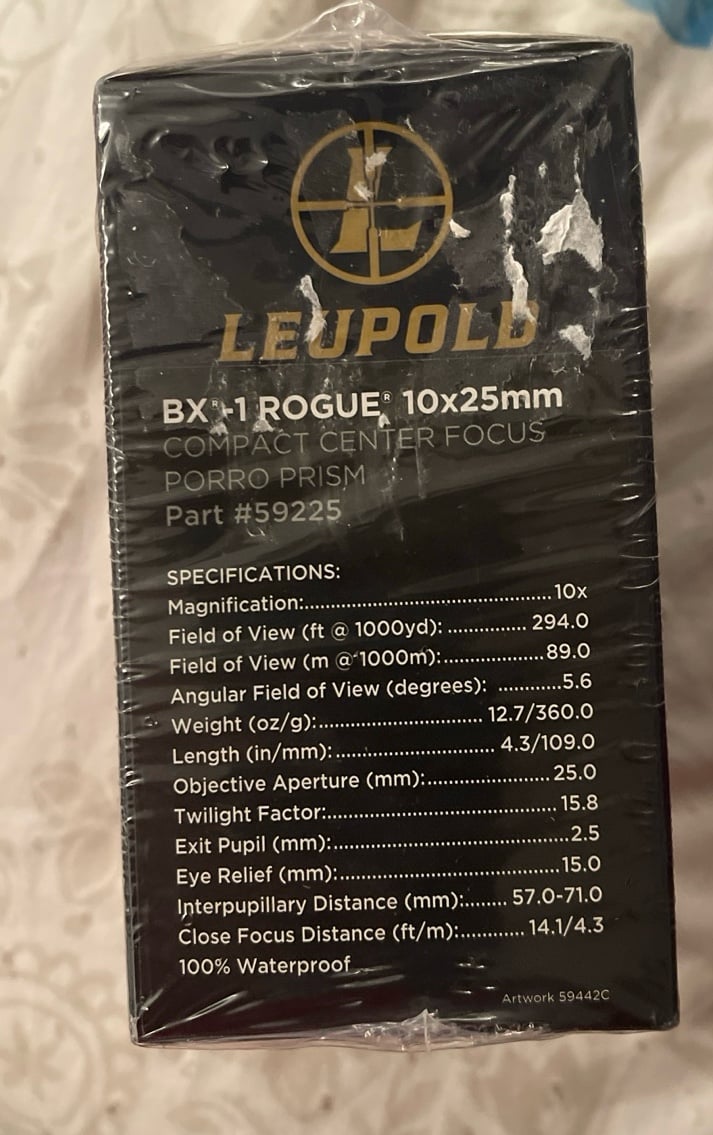 LEUPOLD
BX®-1 ROGUE® 10x25mm
COMPACT CENTER FOCUS
PORRO PRISM
Part #59225
SPECIFICATIONS:
Magnification:..........................................10x
Field of View (ft @ 1000yd): ............. 294.0
Field of View (m @ 1000m):................89.0
Angular Field of View (degrees): ...........5.6
Weight (oz/g):........................... 12.7/360.0
Length (in/mm):.......................... 4.3/109.0
Objective Aperture (mm):.................... 25.0
Twilight Factor:...................................... 15.8
Exit Pupil (mm):.......................................2.5
Eye Relief (mm):....................................15.0
Interpupillary Distance (mm):....... 57.0-71.0
Close Focus Distance (ft/m):........... 14.1/4.3
100% Waterproof
Artwork 59442C